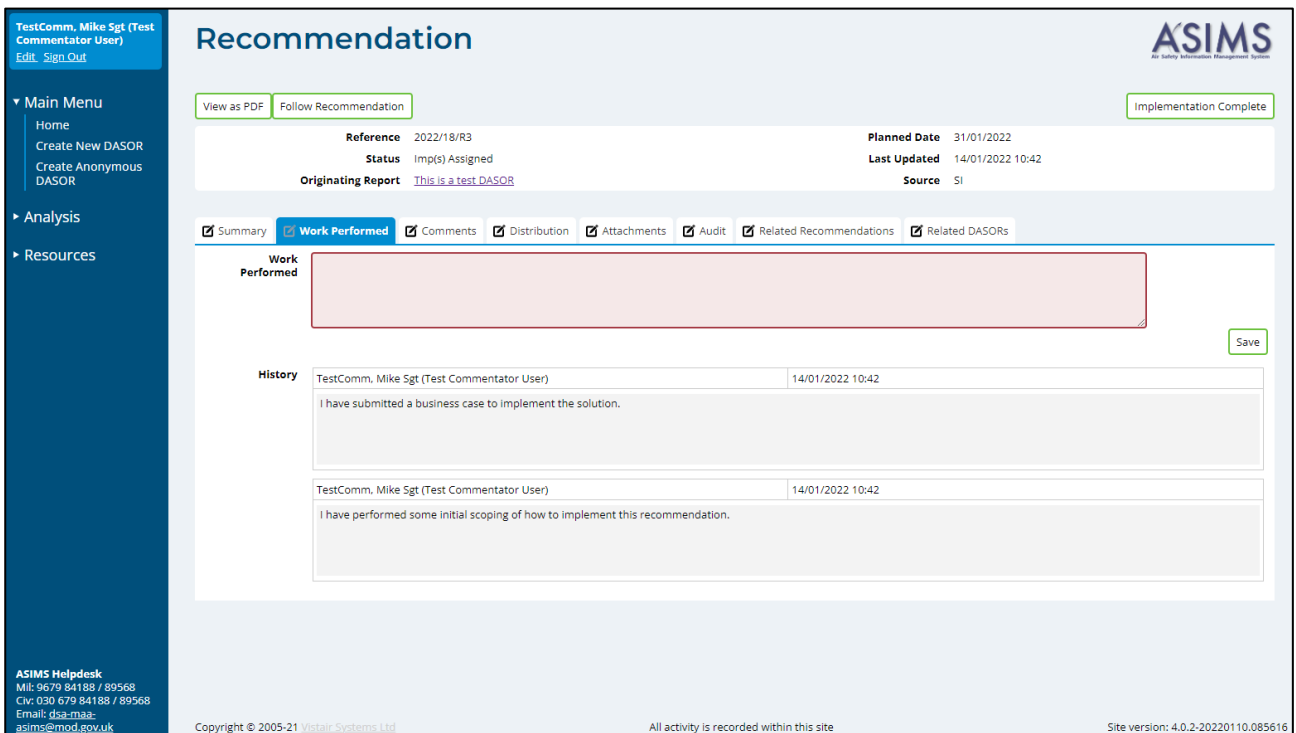 TestComm, Mike Sgt (Test
Commentator User)
Edit Sign Out
Main Menu
Home
Create New DASOR
Create Anonymous
DASOR
Analysis
Resources
ASIMS Helpdesk
Mil: 9679 84188 / 89568
Civ: 030 679 84188 / 89568
Email: dsa-maa-
asims@mod.gov.uk
Recommendation
ASIMS
Air Safety Information Management System
View as PDF Follow Recommendation Implementation Complete
Reference 2022/18/R3 Planned Date 31/01/2022
Status Imp(s) Assigned Last Updated 14/01/2022 10:42
Originating Report This is a test DASOR Source SI
Summary Work Performed Comments Distribution Attachments Audit Related Recommendations Related DASORs
Work
Performed
Save
History TestComm, Mike Sgt (Test Commentator User) 14/01/2022 10:42
I have submitted a business case to implement the solution.
TestComm, Mike Sgt (Test Commentator User) 14/01/2022 10:42
I have performed some initial scoping of how to implement this recommendation.
Copyright © 2005-21 Vistair Systems Ltd All activity is recorded within this site Site version: 4.0.2-20220110.085616